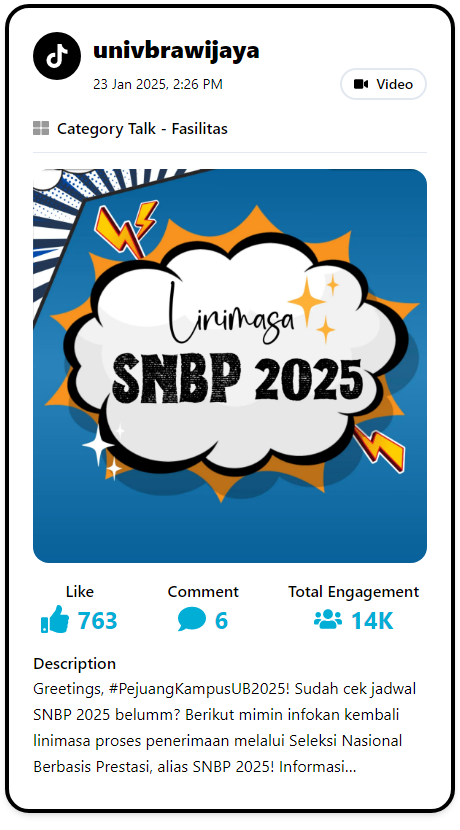 univbrawijaya
23 Jan 2025, 2:26 PM
Video
Category Talk - Fasilitas
Linimasa
SNBP 2025
Like
Comment
Total Engagement
763
6
14K
Description
Greetings, #PejuangKampusUB2025! Sudah cek jadwal
SNBP 2025 belumm? Berikut mimin infokan kembali
linimasa proses penerimaan melalui Seleksi Nasional
Berbasis Prestasi, alias SNBP 2025! Informasi...